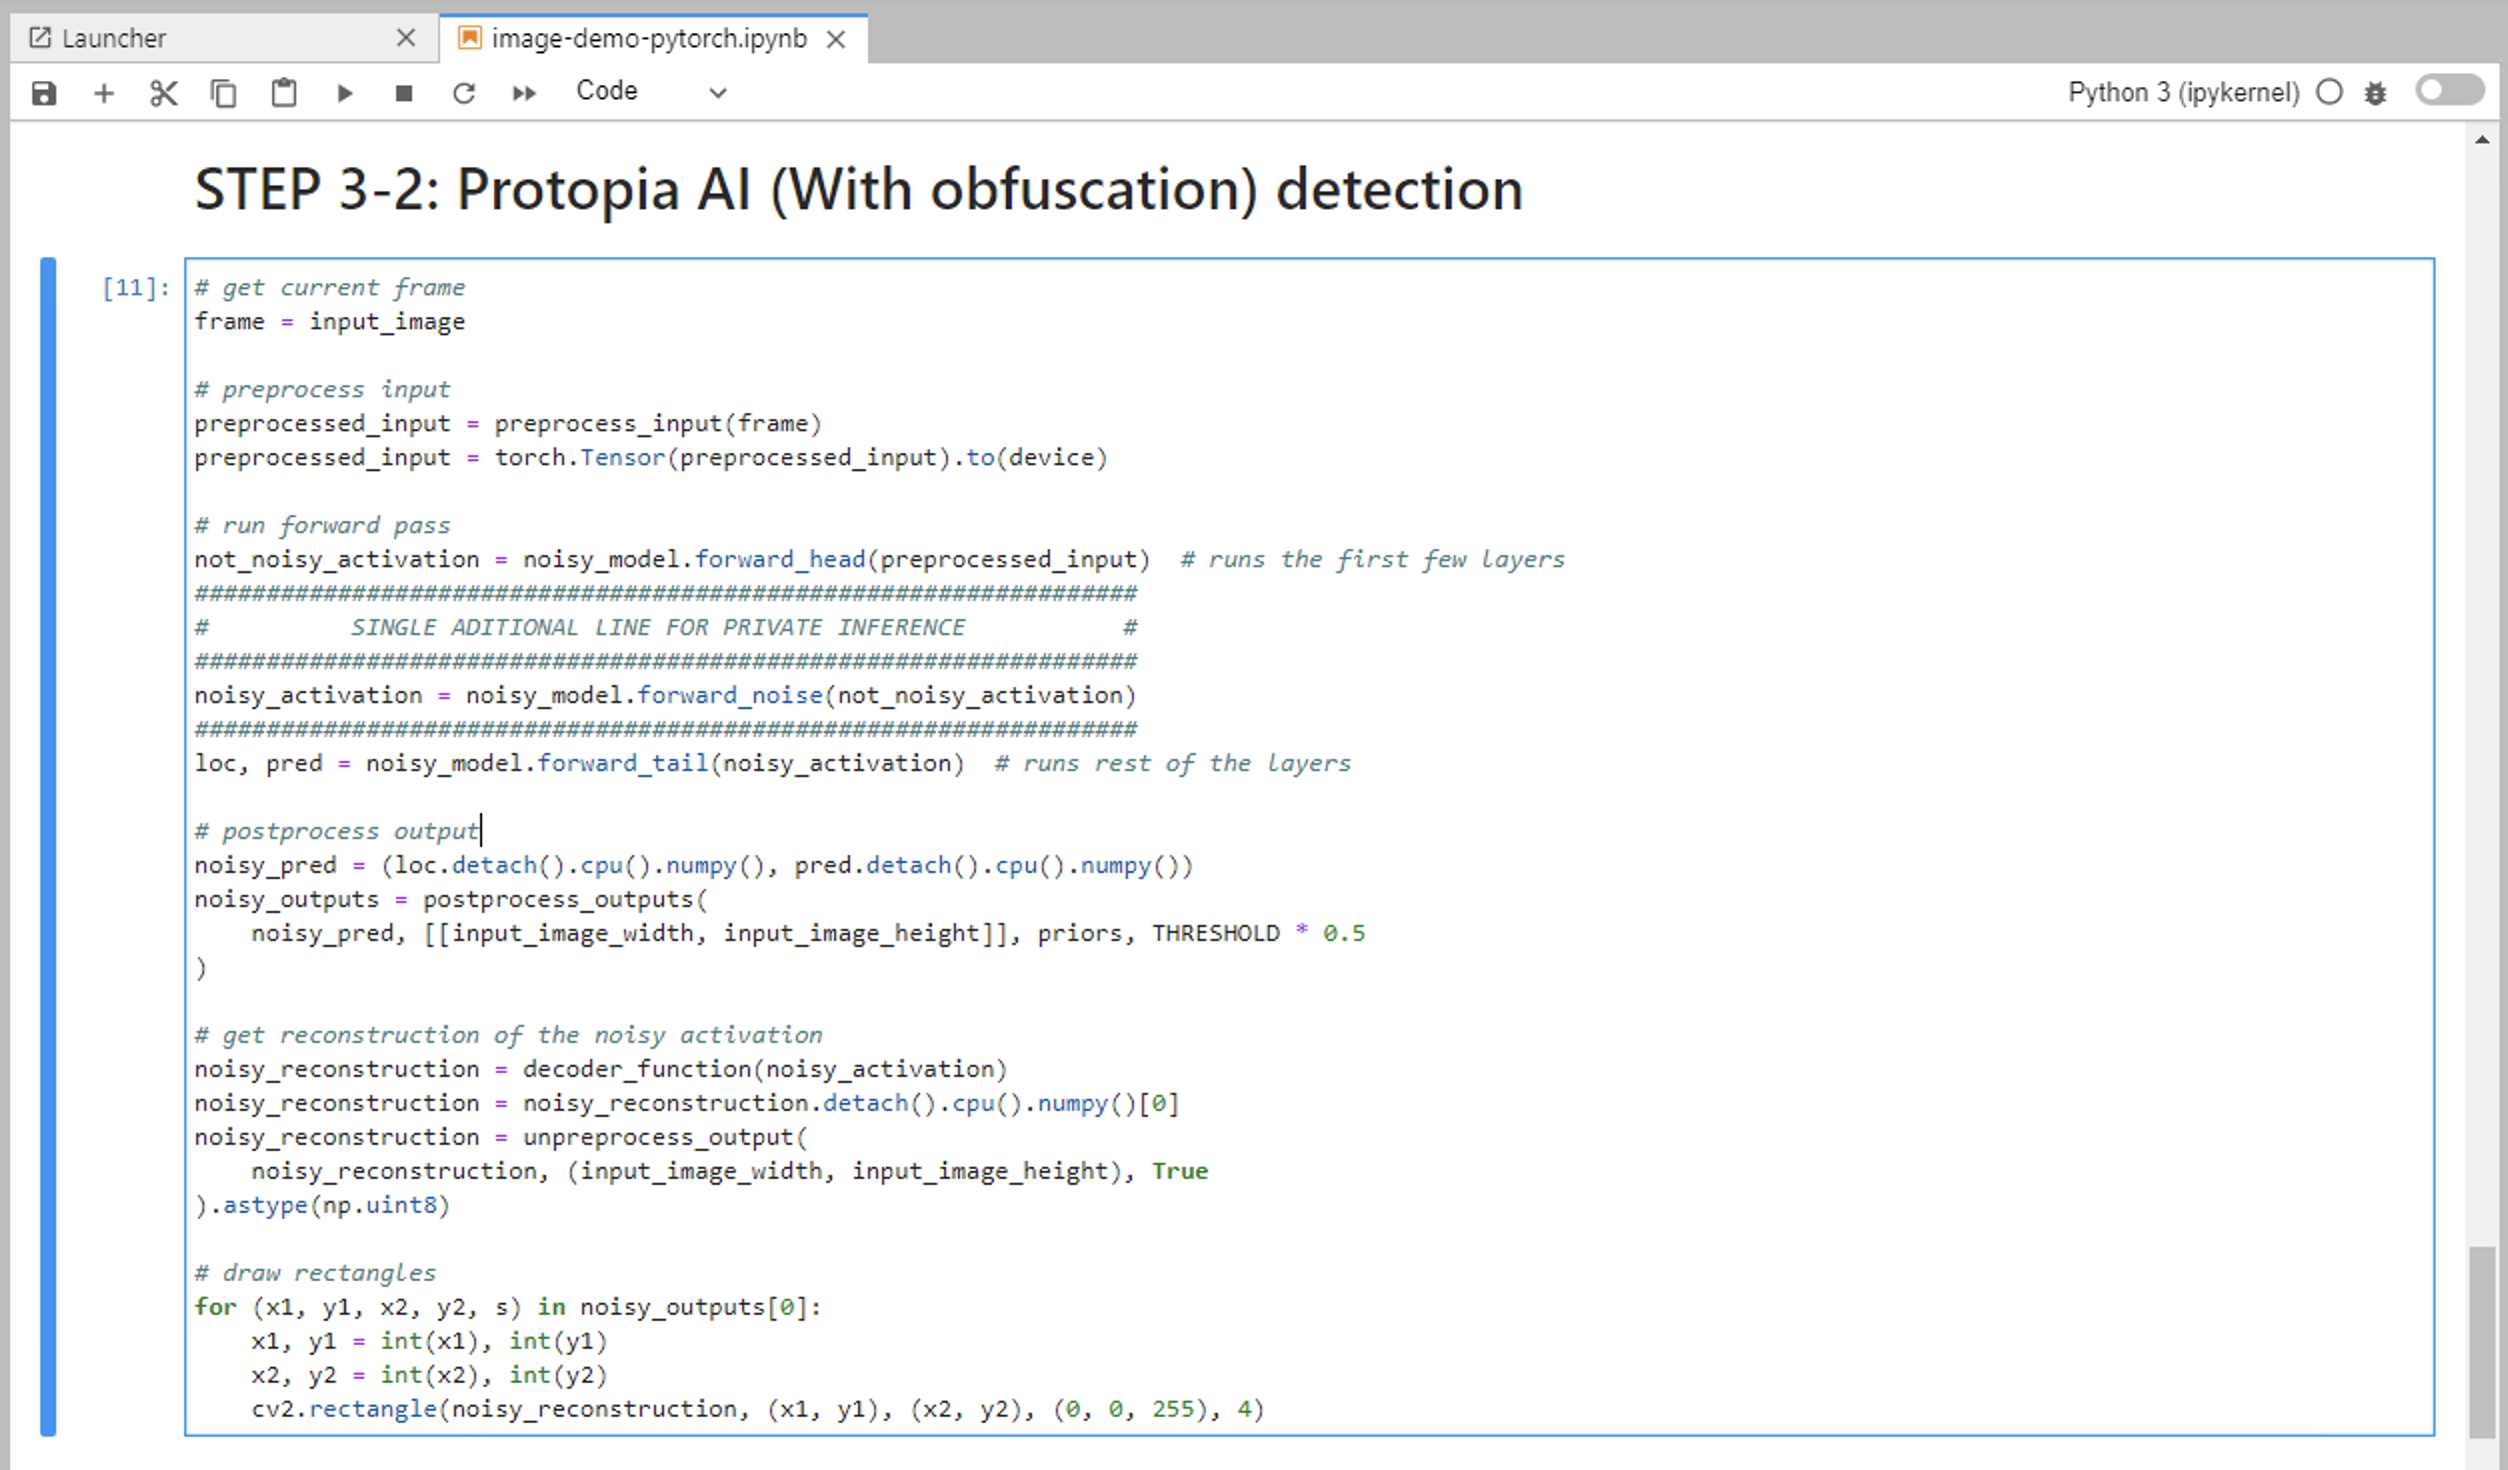 Launcher
image-demo-pytorch.ipynb
Code
Python 3 (ipykernel)
STEP 3-2: Protopia AI (With obfuscation) detection
[11]:
# get current frame
frame = input_image
# preprocess input
preprocessed_input = preprocess_input(frame)
preprocessed_input = torch.Tensor(preprocessed_input).to(device)
# run forward pass
not_noisy_activation = noisy_model.forward_head(preprocessed_input)  # runs the first few layers
##################################################################
#          SINGLE ADITIONAL LINE FOR PRIVATE INFERENCE           #
##################################################################
noisy_activation = noisy_model.forward_noise(not_noisy_activation)
##################################################################
loc, pred = noisy_model.forward_tail(noisy_activation)  # runs rest of the layers
# postprocess output
noisy_pred = (loc.detach().cpu().numpy(), pred.detach().cpu().numpy())
noisy_outputs = postprocess_outputs(
    noisy_pred, [[input_image_width, input_image_height]], priors, THRESHOLD * 0.5
)
# get reconstruction of the noisy activation
noisy_reconstruction = decoder_function(noisy_activation)
noisy_reconstruction = noisy_reconstruction.detach().cpu().numpy()[0]
noisy_reconstruction = unpreprocess_output(
    noisy_reconstruction, (input_image_width, input_image_height), True
).astype(np.uint8)
# draw rectangles
for (x1, y1, x2, y2, s) in noisy_outputs[0]:
    x1, y1 = int(x1), int(y1)
    x2, y2 = int(x2), int(y2)
    cv2.rectangle(noisy_reconstruction, (x1, y1), (x2, y2), (0, 0, 255), 4)